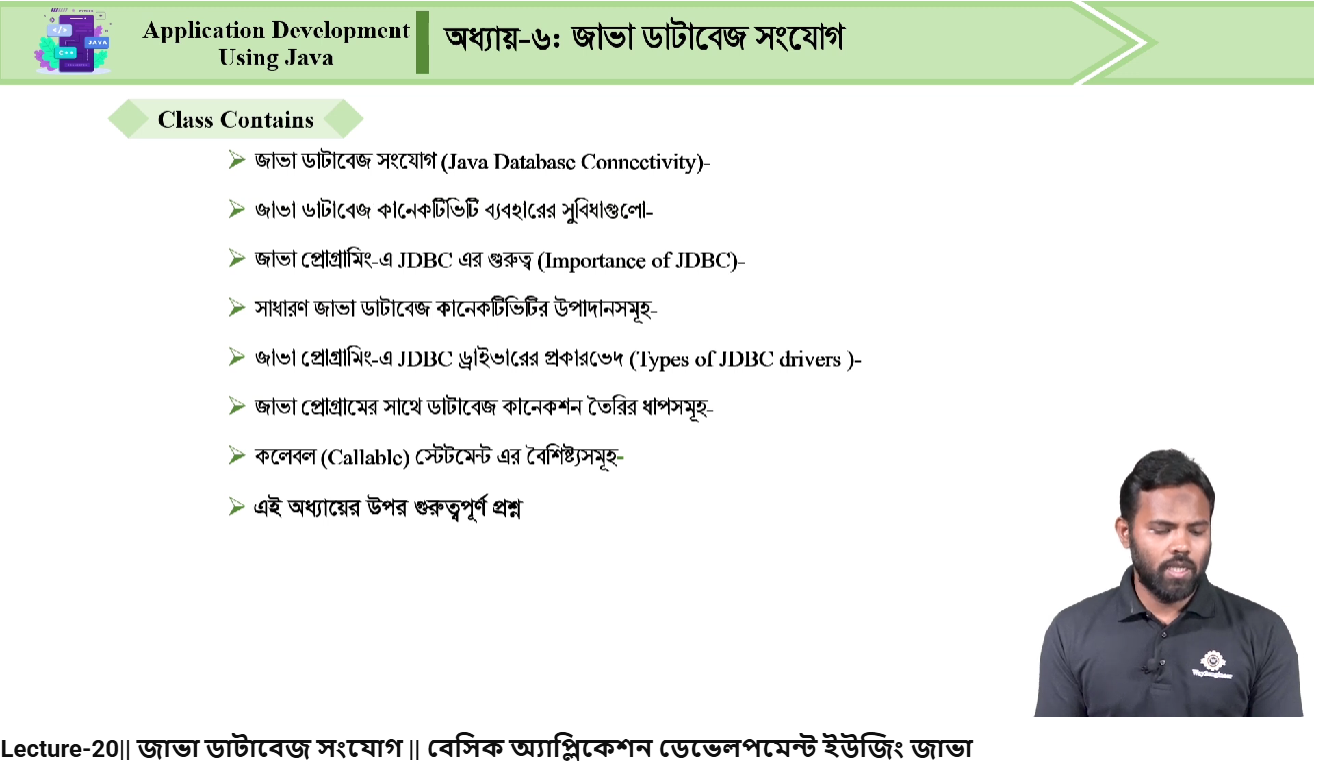 Application Development
Using Java
অধ্যায়-৬: জাভা ডাটাবেজ সংযোগ
Class Contains
জাভা ডাটাবেজ সংযোগ (Java Database Connectivity)-
জাভা ডাটাবেজ কানেকটিভিটি ব্যবহারের সুবিধাগুলো-
জাভা প্রোগ্রামিং-এ JDBC এর গুরুত্ব (Importance of JDBC)-
সাধারণ জাভা ডাটাবেজ কানেকটিভিটির উপাদানসমূহ-
জাভা প্রোগ্রামিং-এ JDBC ড্রাইভারের প্রকারভেদ (Types of JDBC drivers )-
জাভা প্রোগ্রামের সাথে ডাটাবেজ কানেকশন তৈরির ধাপসমূহ-
কলেবল (Callable) স্টেটমেন্ট এর বৈশিষ্ট্যসমূহ-
এই অধ্যায়ের উপর গুরুত্বপূর্ণ প্রশ্ন
</>
JAVA
C++
Lecture-20|| জাভা ডাটাবেজ সংযোগ || বেসিক অ্যাপ্লিকেশন ডেভেলপমেন্ট ইউজিং জাভা